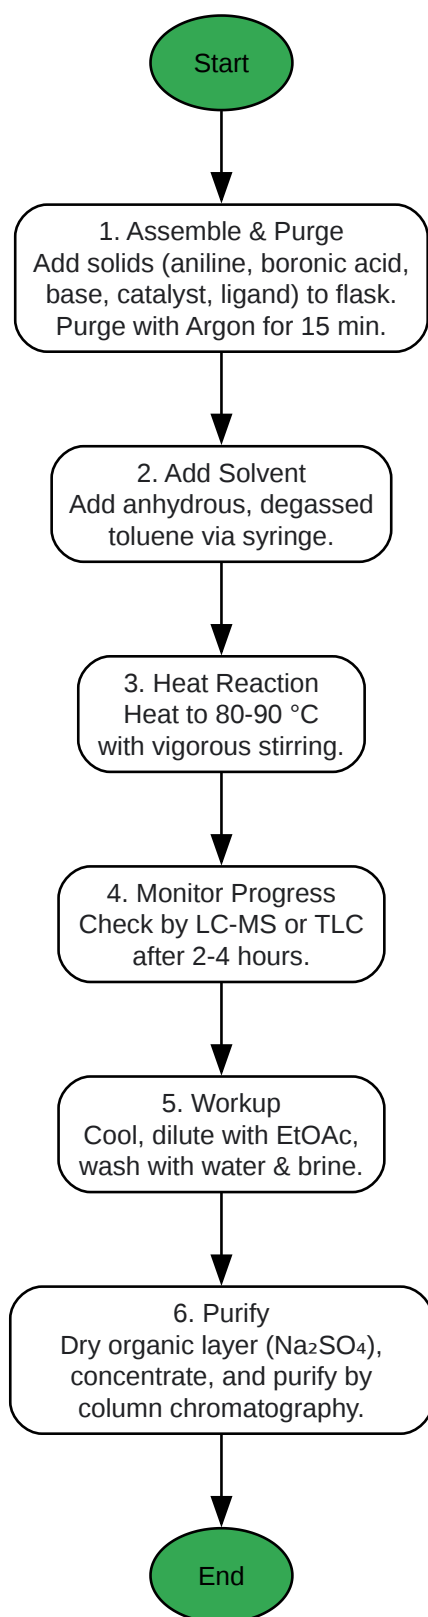 Start
1. Assemble & Purge
Add solids (aniline, boronic acid,
base, catalyst, ligand) to flask.
Purge with Argon for 15 min.
2. Add Solvent
Add anhydrous, degassed
toluene via syringe.
3. Heat Reaction
Heat to 80-90 °C
with vigorous stirring.
4. Monitor Progress
Check by LC-MS or TLC
after 2-4 hours.
5. Workup
Cool, dilute with EtOAc,
wash with water & brine.
6. Purify
Dry organic layer (Na₂SO₄),
concentrate, and purify by
column chromatography.
End